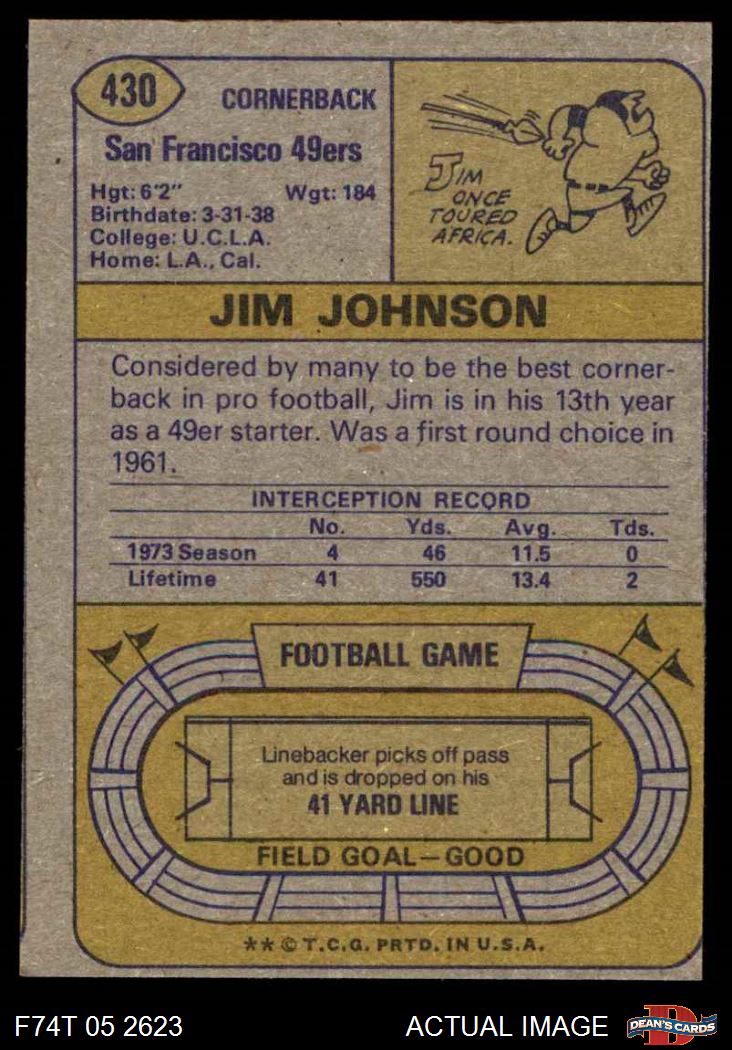 430
CORNERBACK
San Francisco 49ers
Hgt: 6'2" Wgt: 184
Birthdate: 3-31-38
College: U.C.L.A.
Home: L.A., Cal.
JIM
ONCE
TOURED
AFRICA.
JIM JOHNSON
Considered by many to be the best corner-
back in pro football, Jim is in his 13th year
as a 49er starter. Was a first round choice in
1961.
INTERCEPTION RECORD
No. Yds. Avg. Tds.
1973 Season 4 46 11.5 0
Lifetime 41 550 13.4 2
FOOTBALL GAME
Linebacker picks off pass
and is dropped on his
41 YARD LINE
FIELD GOAL—GOOD
** © T.C.G. PRTD. IN U.S.A.
F74T 05 2623 ACTUAL IMAGE
D
DEAN'S CARDS